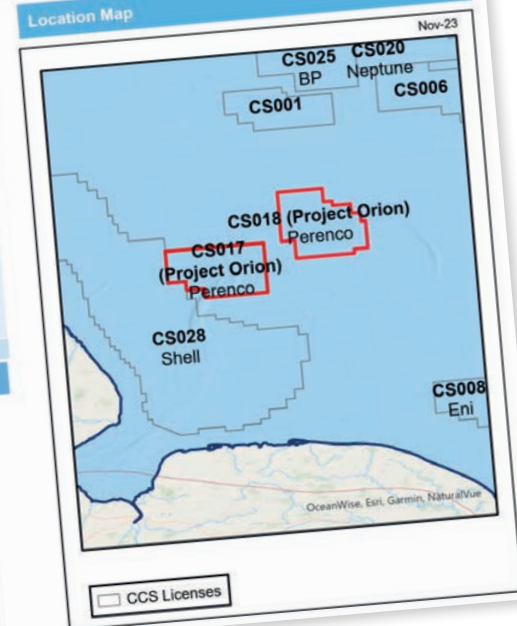 Location Map
Nov-23
CS025
BP
CS020
Neptune
CS001
CS006
CS018 (Project Orion)
Perenco
CS017
(Project Orion)
Perenco
CS028
Shell
CS008
Eni
OceanWise, Esri, Garmin, NaturalVue
CCS Licenses